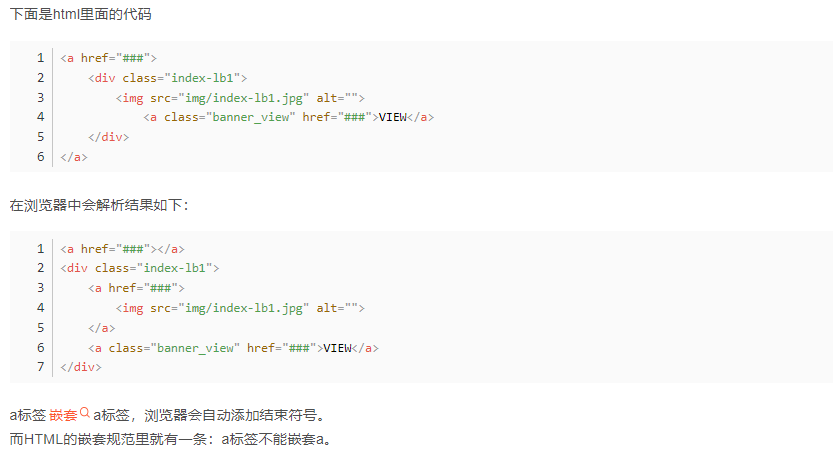 下面是html里面的代码
1 <a href="###">
2 <div class="index-lb1">
3 <img src="img/index-lb1.jpg" alt="">
4 <a class="banner_view" href="###">VIEW</a>
5 </div>
6 </a>
在浏览器中会解析结果如下：
1 <a href="###"></a>
2 <div class="index-lb1">
3 <a href="###">
4 <img src="img/index-lb1.jpg" alt="">
5 </a>
6 <a class="banner_view" href="###">VIEW</a>
7 </div>
a标签 嵌套 a标签，浏览器会自动添加结束符号。
而HTML的嵌套规范里就有一条：a标签不能嵌套a。